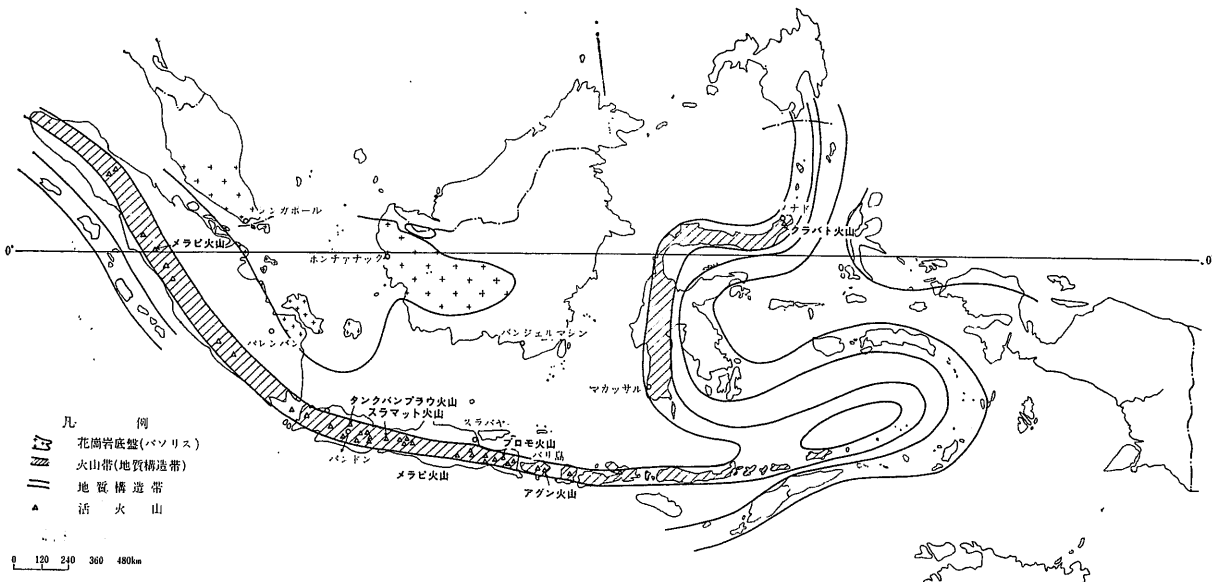 シンガポール
メラピ火山
0°
ポンチァナック
ナド
クラバト火山
.0
パレンバン
バンジェルマシン
マカッサル
タンクバンプラウ火山
スラマット火山
スラバヤ
ロモ火山
バリ島
バンドン
メラピ火山
アグン火山
凡 例
花崗岩底盤(バソリス)
火山帯(地質構造帯)
地質構造帯
活火山
0 120 240 360 480km